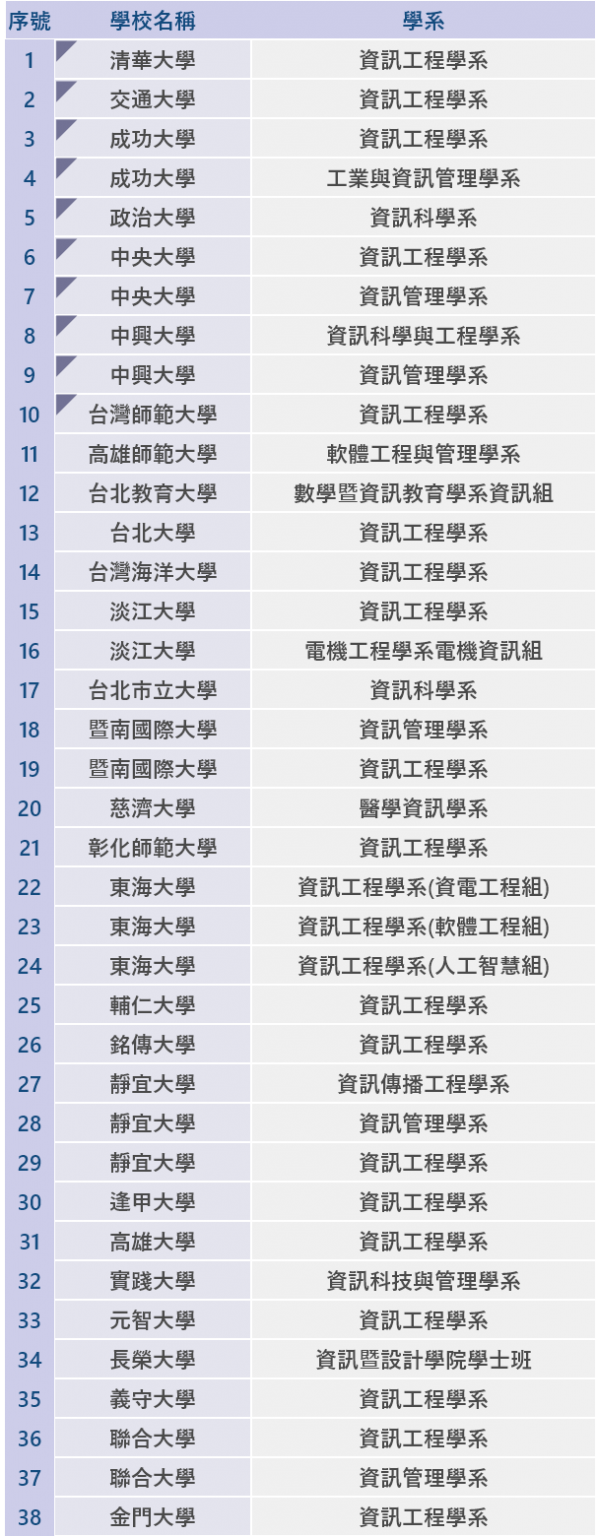 序號 學校名稱 學系
1 清華大學 資訊工程學系
2 交通大學 資訊工程學系
3 成功大學 資訊工程學系
4 成功大學 工業與資訊管理學系
5 政治大學 資訊科學系
6 中央大學 資訊工程學系
7 中央大學 資訊管理學系
8 中興大學 資訊科學與工程學系
9 中興大學 資訊管理學系
10 台灣師範大學 資訊工程學系
11 高雄師範大學 軟體工程與管理學系
12 台北教育大學 數學暨資訊教育學系資訊組
13 台北大學 資訊工程學系
14 台灣海洋大學 資訊工程學系
15 淡江大學 資訊工程學系
16 淡江大學 電機工程學系電機資訊組
17 台北市立大學 資訊科學系
18 暨南國際大學 資訊管理學系
19 暨南國際大學 資訊工程學系
20 慈濟大學 醫學資訊學系
21 彰化師範大學 資訊工程學系
22 東海大學 資訊工程學系(資電工程組)
23 東海大學 資訊工程學系(軟體工程組)
24 東海大學 資訊工程學系(人工智慧組)
25 輔仁大學 資訊工程學系
26 銘傳大學 資訊工程學系
27 靜宜大學 資訊傳播工程學系
28 靜宜大學 資訊管理學系
29 靜宜大學 資訊工程學系
30 逢甲大學 資訊工程學系
31 高雄大學 資訊工程學系
32 實踐大學 資訊科技與管理學系
33 元智大學 資訊工程學系
34 長榮大學 資訊暨設計學院學士班
35 義守大學 資訊工程學系
36 聯合大學 資訊工程學系
37 聯合大學 資訊管理學系
38 金門大學 資訊工程學系